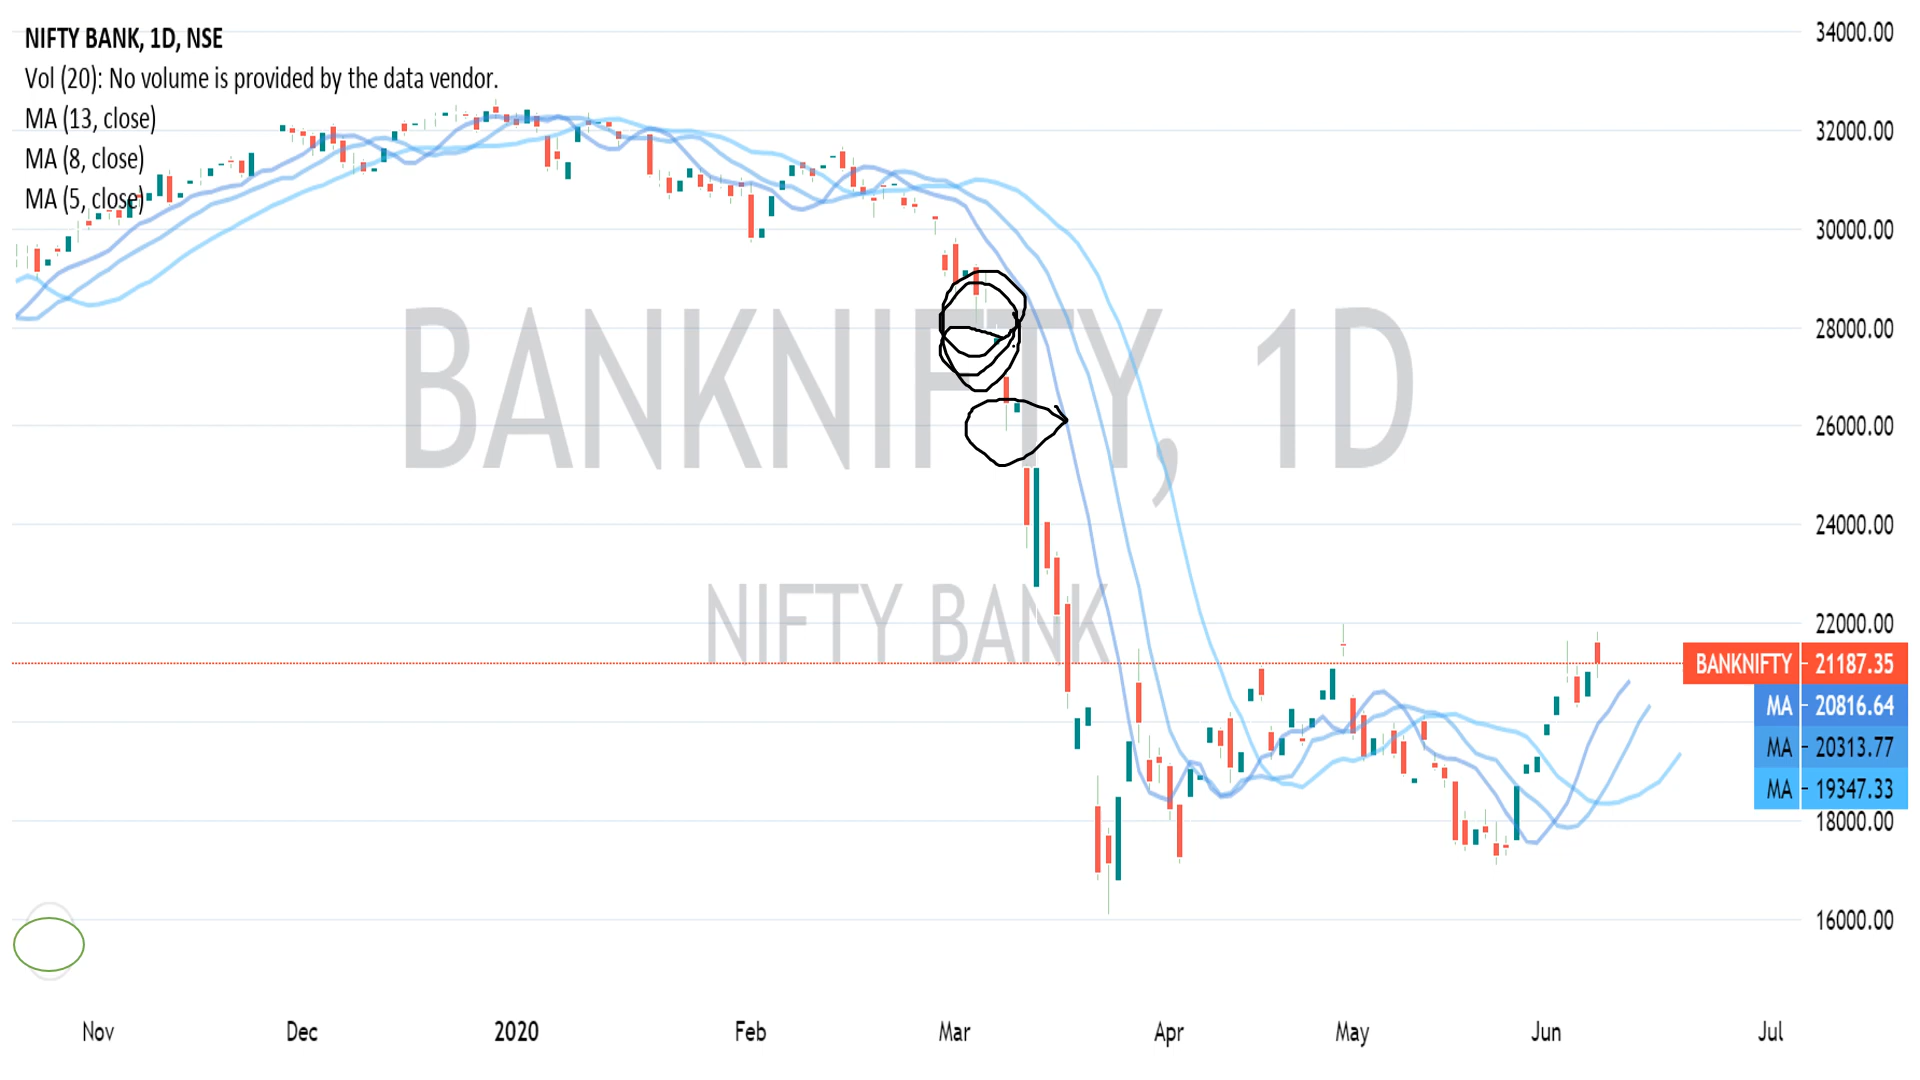 NIFTY BANK, 1D, NSE
Vol (20): No volume is provided by the data vendor.
MA (13, close)
MA (8, close)
MA (5, close)
BANKNIFTY, 1D
NIFTY BANK
34000.00
32000.00
30000.00
28000.00
26000.00
24000.00
22000.00
BANKNIFTY 21187.35
MA 20816.64
MA 20313.77
MA 19347.33
18000.00
16000.00
Nov Dec 2020 Feb Mar Apr May Jun Jul